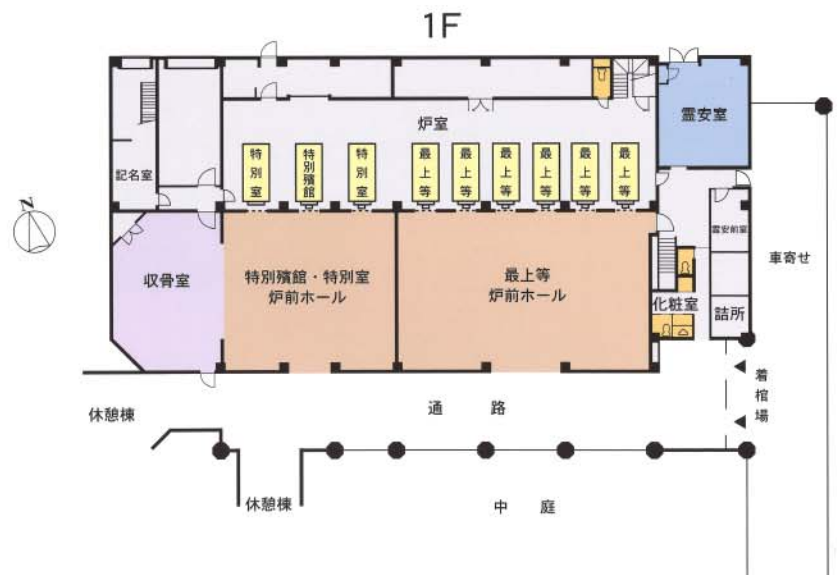 1F
炉室
霊安室
記名室
特別室
特別殯館
特別室
最上等
最上等
最上等
最上等
最上等
最上等
霊安前室
収骨室
特別殯館・特別室
炉前ホール
最上等
炉前ホール
化粧室
詰所
車寄せ
N
着棺場
休憩棟
通路
休憩棟
中庭